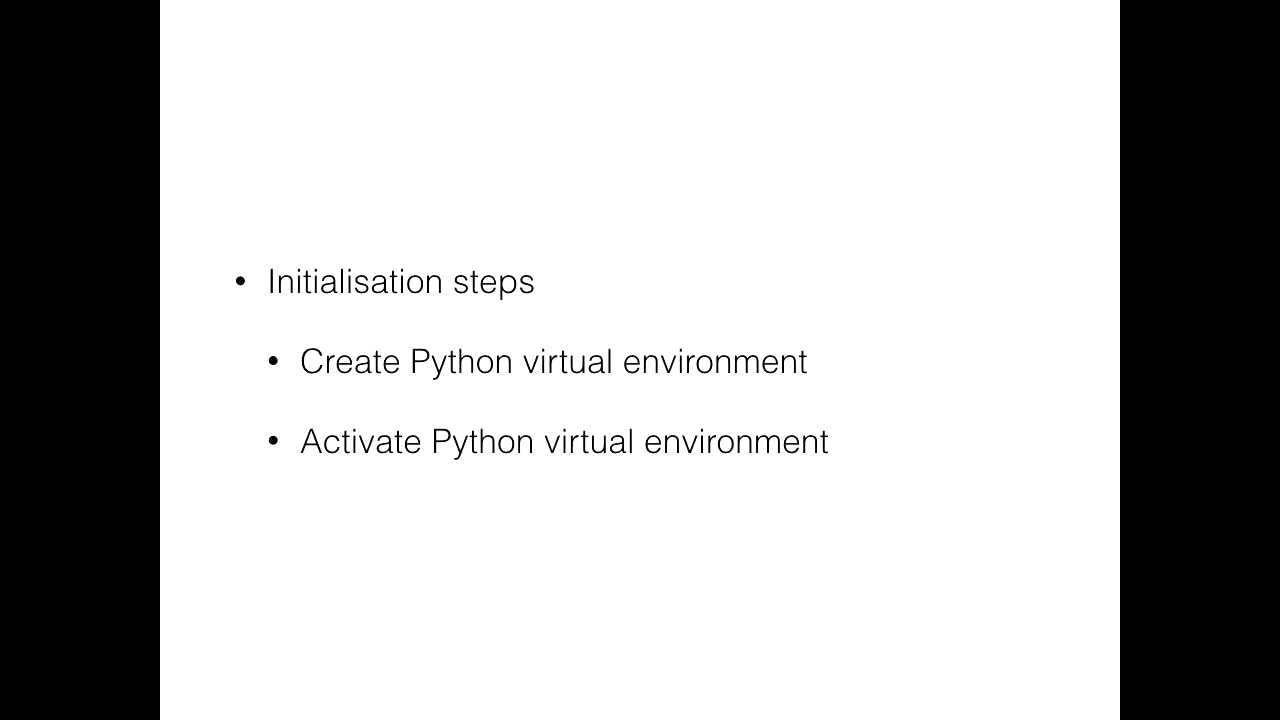 • Initialisation steps
• Create Python virtual environment
• Activate Python virtual environment